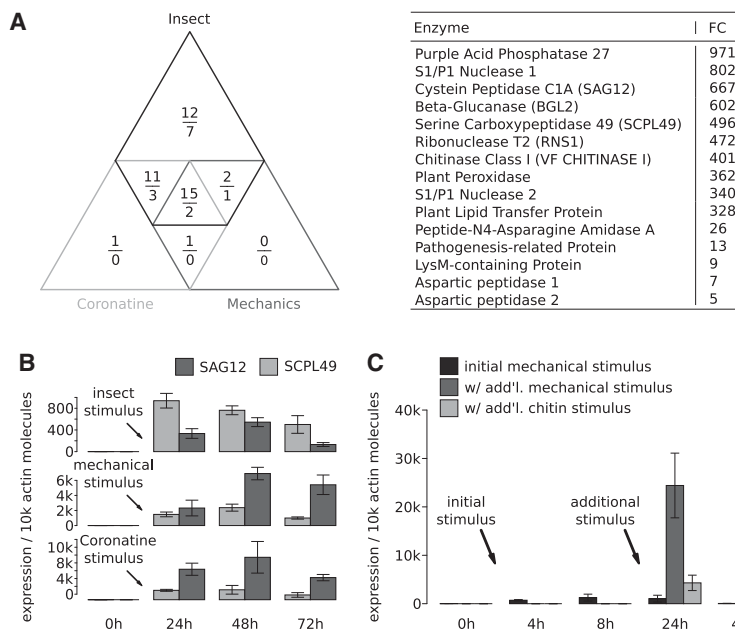 A
Insect
12
7
11
3
2
1
15
2
1
0
1
0
0
0
Coronatine
Mechanics
Enzyme | FC
Purple Acid Phosphatase 27 971
S1/P1 Nuclease 1 802
Cystein Peptidase C1A (SAG12) 667
Beta-Glucanase (BGL2) 602
Serine Carboxypeptidase 49 (SCPL49) 496
Ribonuclease T2 (RNS1) 472
Chitinase Class I (VF CHITINASE I) 401
Plant Peroxidase 362
S1/P1 Nuclease 2 340
Plant Lipid Transfer Protein 328
Peptide-N4-Asparagine Amidase A 26
Pathogenesis-related Protein 13
LysM-containing Protein 9
Aspartic peptidase 1 7
Aspartic peptidase 2 5
B
SAG12 SCPL49
expression / 10k actin molecules
insect
stimulus
800
400
0
mechanical
stimulus
6k
4k
2k
0
Coronatine
stimulus
10k
4k
0
0h 24h 48h 72h
C
initial mechanical stimulus
w/ add'l. mechanical stimulus
w/ add'l. chitin stimulus
expression / 10k actin molecules
40k
30k
20k
10k
0
initial
stimulus
additional
stimulus
0h 4h 8h 24h 4